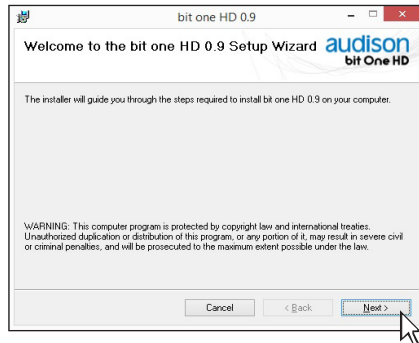 bit one HD 0.9
Welcome to the bit one HD 0.9 Setup Wizard
audison
bit One HD
The installer will guide you through the steps required to install bit one HD 0.9 on your computer.
WARNING: This computer program is protected by copyright law and international treaties.
Unauthorized duplication or distribution of this program, or any portion of it, may result in severe civil
or criminal penalties, and will be prosecuted to the maximum extent possible under the law.
Cancel
< Back
Next >